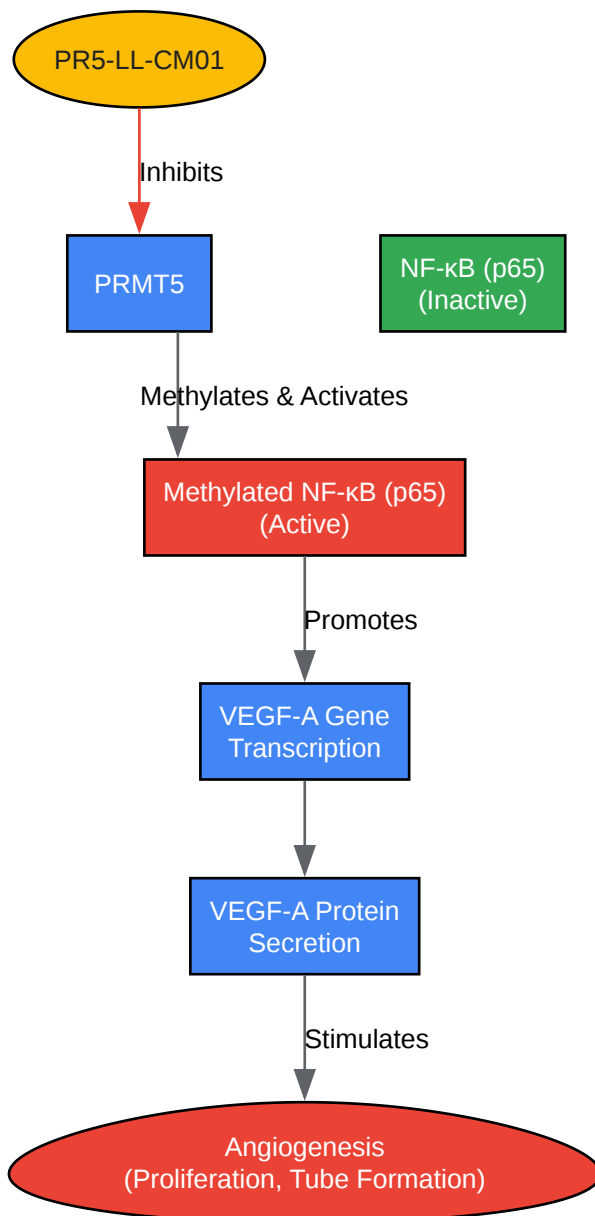 PR5-LL-CM01
Inhibits
PRMT5
NF-κB (p65)
(Inactive)
Methylates & Activates
Methylated NF-κB (p65)
(Active)
Promotes
VEGF-A Gene
Transcription
VEGF-A Protein
Secretion
Stimulates
Angiogenesis
(Proliferation, Tube Formation)